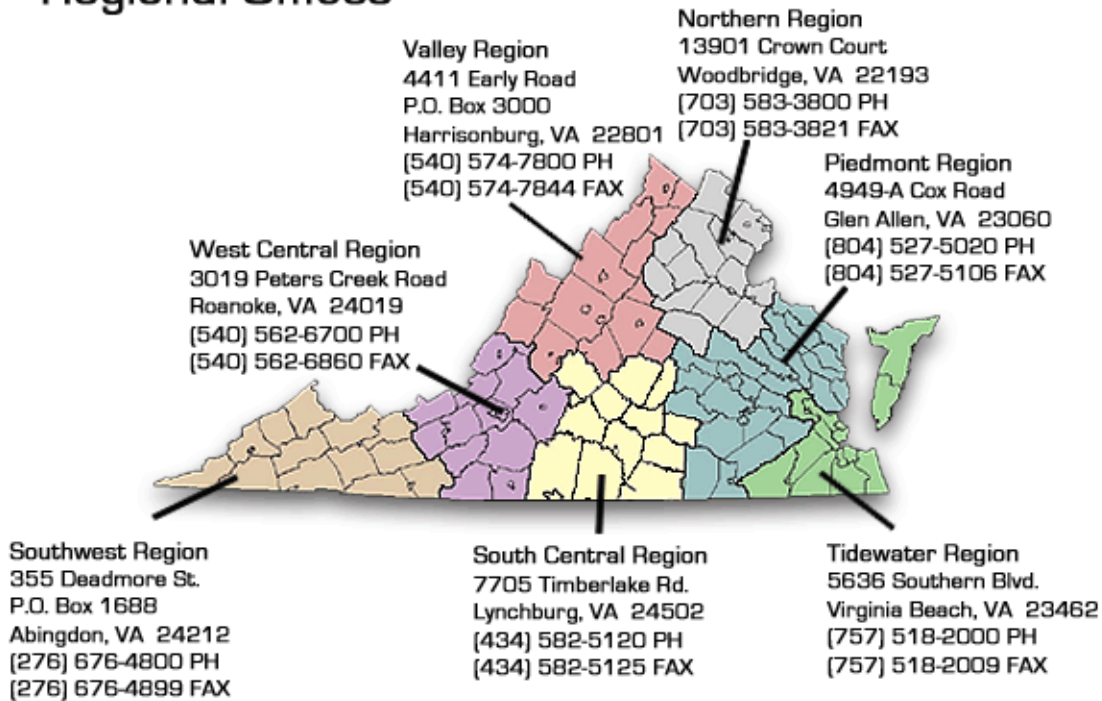 Regional Offices
Northern Region
13901 Crown Court
Woodbridge, VA 22193
(703) 583-3800 PH
(703) 583-3821 FAX
Valley Region
4411 Early Road
P.O. Box 3000
Harrisonburg, VA 22801
(540) 574-7800 PH
(540) 574-7844 FAX
Piedmont Region
4949-A Cox Road
Glen Allen, VA 23060
(804) 527-5020 PH
(804) 527-5106 FAX
West Central Region
3019 Peters Creek Road
Roanoke, VA 24019
(540) 562-6700 PH
(540) 562-6860 FAX
Southwest Region
355 Deadmore St.
P.O. Box 1688
Abingdon, VA 24212
(276) 676-4800 PH
(276) 676-4899 FAX
South Central Region
7705 Timberlake Rd.
Lynchburg, VA 24502
(434) 582-5120 PH
(434) 582-5125 FAX
Tidewater Region
5636 Southern Blvd.
Virginia Beach, VA 23462
(757) 518-2000 PH
(757) 518-2009 FAX